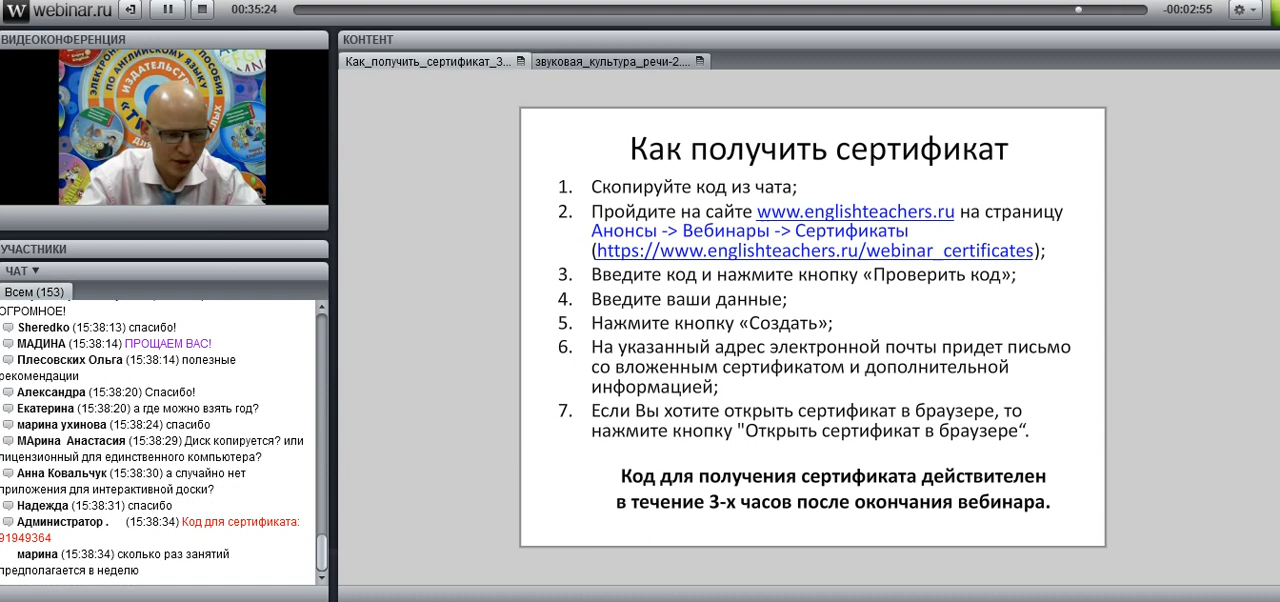 W webinar.ru 00:35:24 -00:02:55
ВИДЕОКОНФЕРЕНЦИЯ
ЭЛЕКТРОН
ПО АНГЛИЙСКОМУ ЯЗЫКУ
ПОСОБИЯ
ИЗДАТЕЛЬСТВ
УЧАСТНИКИ
ЧАТ ▼
Всем (153)
ОГРОМНОЕ!
Sheredko (15:38:13) спасибо!
МАДИНА (15:38:14) ПРОЩАЕМ ВАС!
Плесовских Ольга (15:38:14) полезные
рекомендации
Александра (15:38:20) Спасибо!
Екатерина (15:38:20) а где можно взять год?
марина ухинова (15:38:24) спасибо
МАрина Анастасия (15:38:29) Диск копируется? или
лицензионный для единственного компьютера?
Анна Ковальчук (15:38:30) а случайно нет
приложения для интерактивной доски?
Надежда (15:38:31) спасибо
Администратор . (15:38:34) Код для сертификата:
91949364
марина (15:38:34) сколько раз занятий
предполагается в неделю
КОНТЕНТ
Как_получить_сертификат_3... звуковая_культура_речи-2....
Как получить сертификат
1. Скопируйте код из чата;
2. Пройдите на сайте www.englishteachers.ru на страницу
Анонсы -> Вебинары -> Сертификаты
(https://www.englishteachers.ru/webinar_certificates);
3. Введите код и нажмите кнопку «Проверить код»;
4. Введите ваши данные;
5. Нажмите кнопку «Создать»;
6. На указанный адрес электронной почты придет письмо
со вложенным сертификатом и дополнительной
информацией;
7. Если Вы хотите открыть сертификат в браузере, то
нажмите кнопку "Открыть сертификат в браузере“.
Код для получения сертификата действителен
в течение 3-х часов после окончания вебинара.